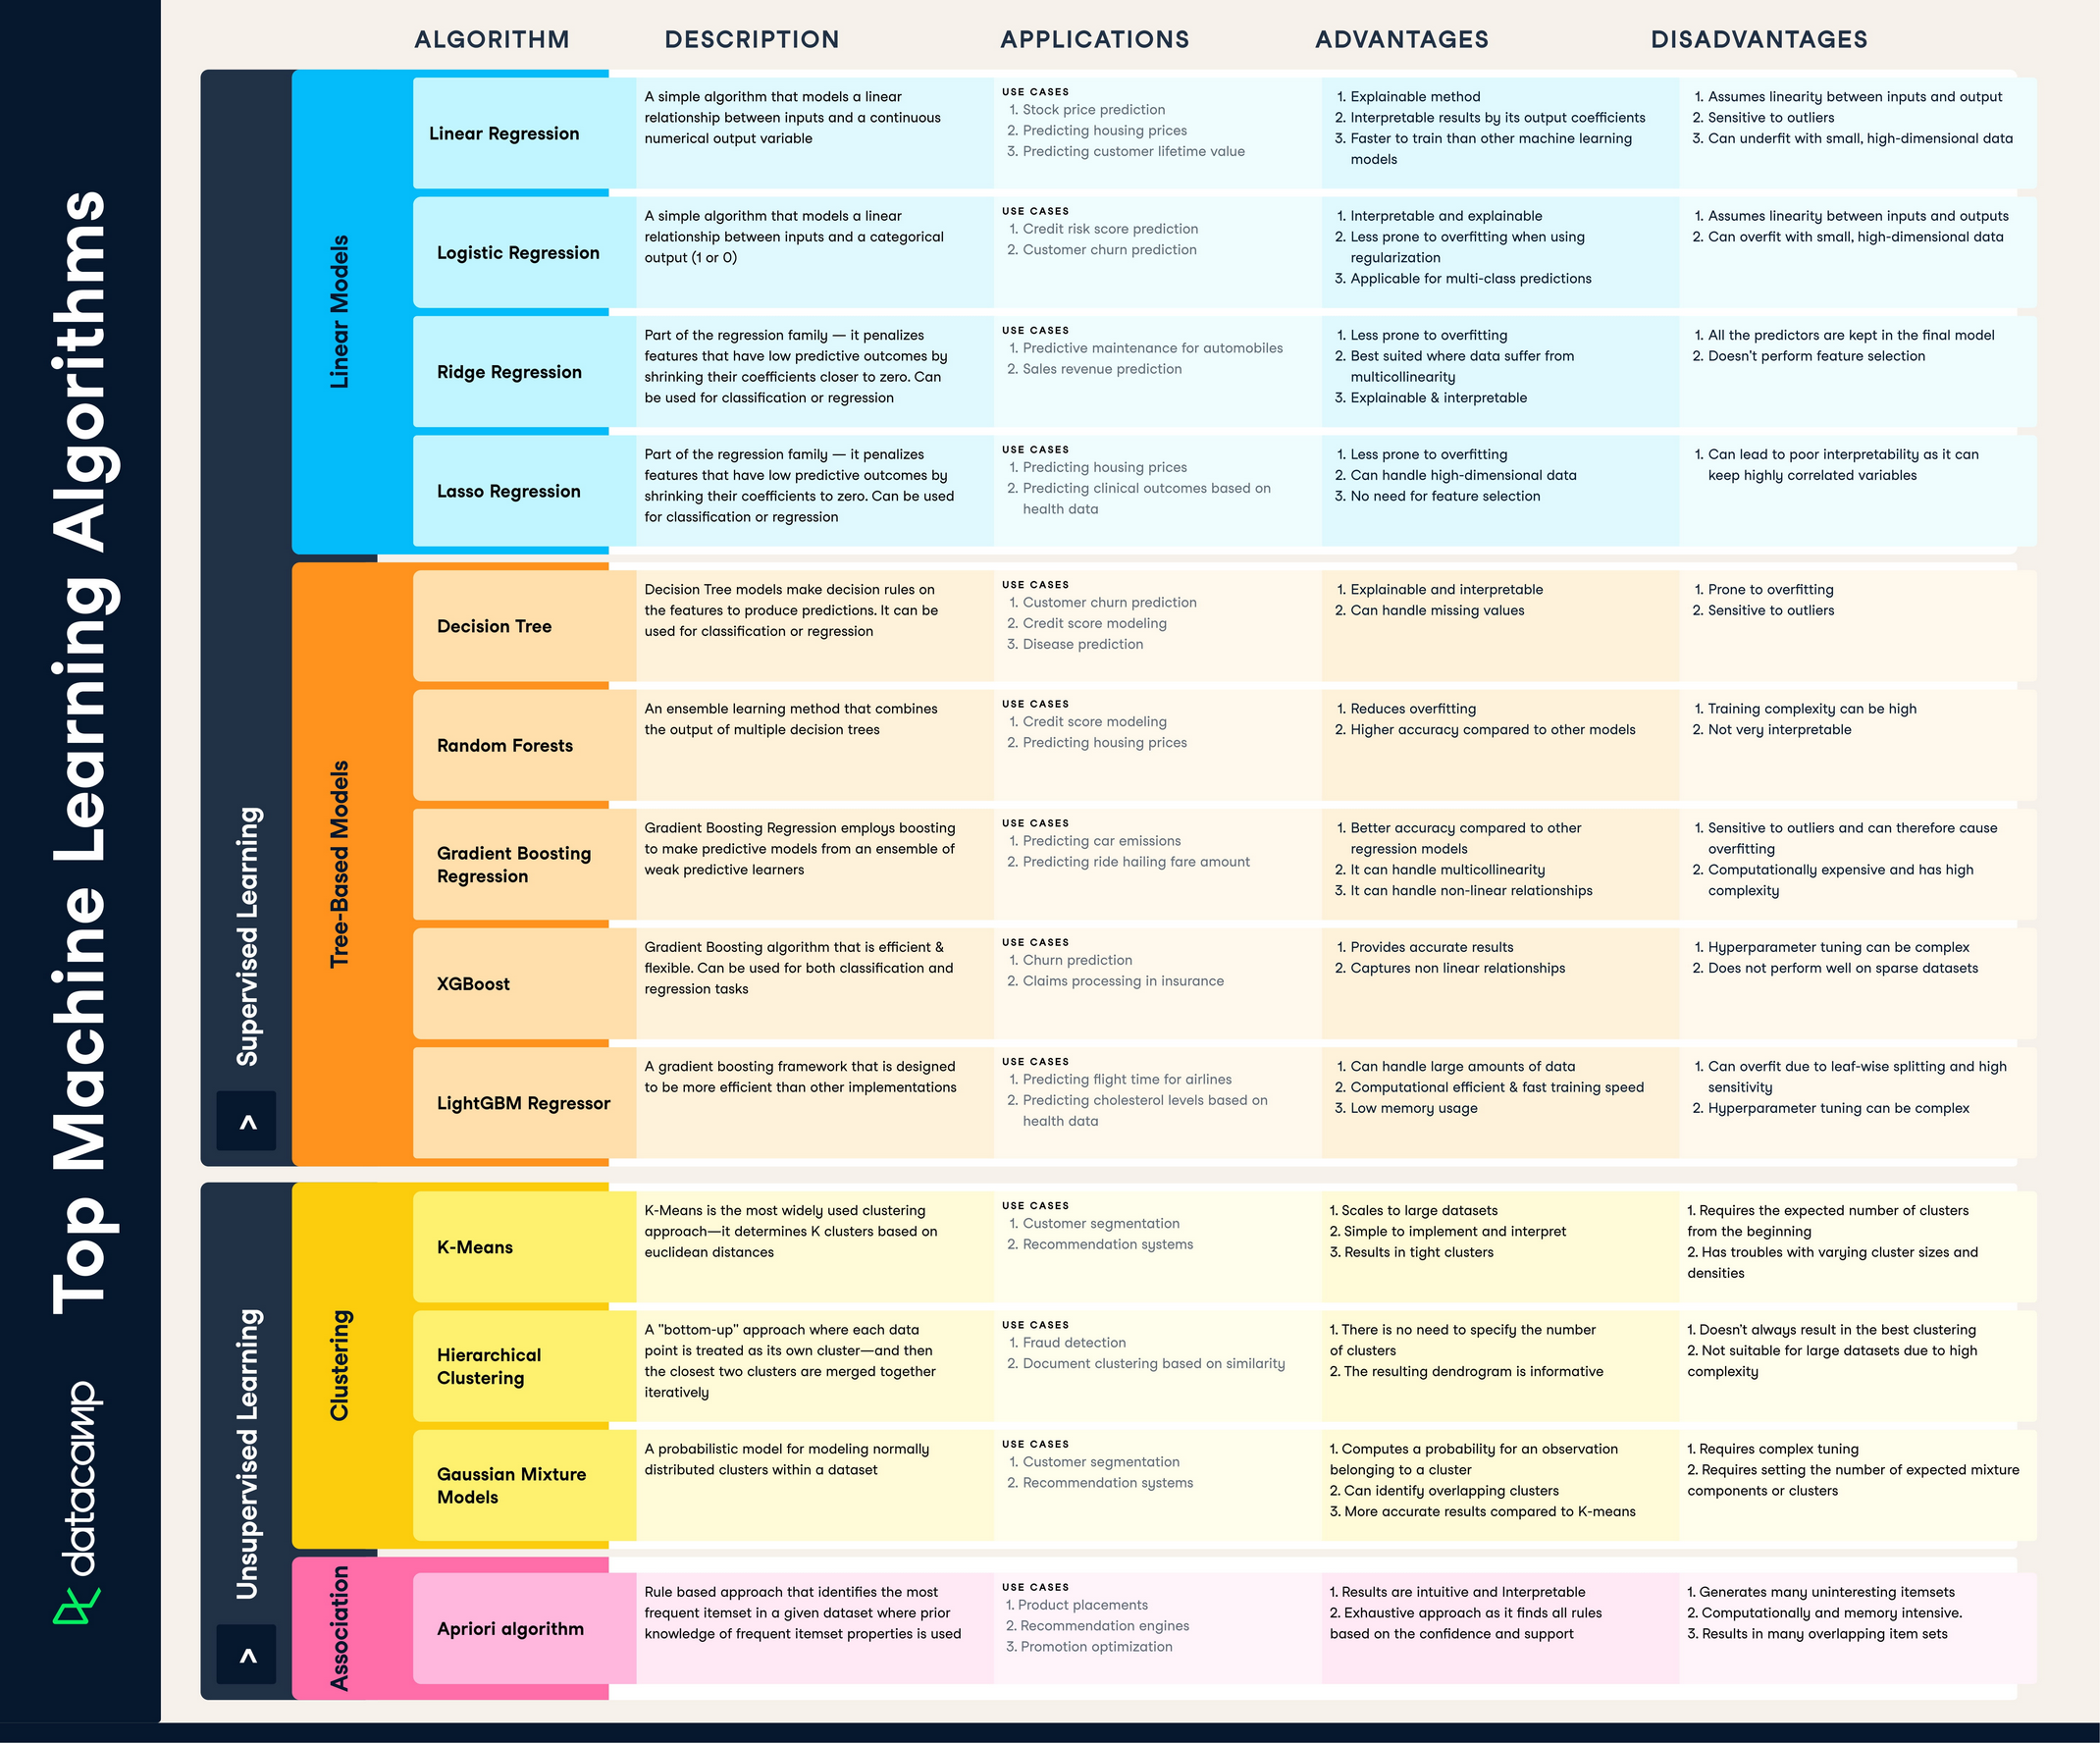 Top Machine Learning Algorithms
datacamp
ALGORITHM
DESCRIPTION
APPLICATIONS
ADVANTAGES
DISADVANTAGES
Supervised Learning
>
Linear Models
Linear Regression
A simple algorithm that models a linear
relationship between inputs and a continuous
numerical output variable
USE CASES
1. Stock price prediction
2. Predicting housing prices
3. Predicting customer lifetime value
1. Explainable method
2. Interpretable results by its output coefficients
3. Faster to train than other machine learning
models
1. Assumes linearity between inputs and output
2. Sensitive to outliers
3. Can underfit with small, high-dimensional data
Logistic Regression
A simple algorithm that models a linear
relationship between inputs and a categorical
output (1 or 0)
USE CASES
1. Credit risk score prediction
2. Customer churn prediction
1. Interpretable and explainable
2. Less prone to overfitting when using
regularization
3. Applicable for multi-class predictions
1. Assumes linearity between inputs and outputs
2. Can overfit with small, high-dimensional data
Ridge Regression
Part of the regression family — it penalizes
features that have low predictive outcomes by
shrinking their coefficients closer to zero. Can
be used for classification or regression
USE CASES
1. Predictive maintenance for automobiles
2. Sales revenue prediction
1. Less prone to overfitting
2. Best suited where data suffer from
multicollinearity
3. Explainable & interpretable
1. All the predictors are kept in the final model
2. Doesn't perform feature selection
Lasso Regression
Part of the regression family — it penalizes
features that have low predictive outcomes by
shrinking their coefficients to zero. Can be used
for classification or regression
USE CASES
1. Predicting housing prices
2. Predicting clinical outcomes based on
health data
1. Less prone to overfitting
2. Can handle high-dimensional data
3. No need for feature selection
1. Can lead to poor interpretability as it can
keep highly correlated variables
Tree-Based Models
Decision Tree
Decision Tree models make decision rules on
the features to produce predictions. It can be
used for classification or regression
USE CASES
1. Customer churn prediction
2. Credit score modeling
3. Disease prediction
1. Explainable and interpretable
2. Can handle missing values
1. Prone to overfitting
2. Sensitive to outliers
Random Forests
An ensemble learning method that combines
the output of multiple decision trees
USE CASES
1. Credit score modeling
2. Predicting housing prices
1. Reduces overfitting
2. Higher accuracy compared to other models
1. Training complexity can be high
2. Not very interpretable
Gradient Boosting
Regression
Gradient Boosting Regression employs boosting
to make predictive models from an ensemble of
weak predictive learners
USE CASES
1. Predicting car emissions
2. Predicting ride hailing fare amount
1. Better accuracy compared to other
regression models
2. It can handle multicollinearity
3. It can handle non-linear relationships
1. Sensitive to outliers and can therefore cause
overfitting
2. Computationally expensive and has high
complexity
XGBoost
Gradient Boosting algorithm that is efficient &
flexible. Can be used for both classification and
regression tasks
USE CASES
1. Churn prediction
2. Claims processing in insurance
1. Provides accurate results
2. Captures non linear relationships
1. Hyperparameter tuning can be complex
2. Does not perform well on sparse datasets
LightGBM Regressor
A gradient boosting framework that is designed
to be more efficient than other implementations
USE CASES
1. Predicting flight time for airlines
2. Predicting cholesterol levels based on
health data
1. Can handle large amounts of data
2. Computational efficient & fast training speed
3. Low memory usage
1. Can overfit due to leaf-wise splitting and high
sensitivity
2. Hyperparameter tuning can be complex
Unsupervised Learning
>
Clustering
K-Means
K-Means is the most widely used clustering
approach—it determines K clusters based on
euclidean distances
USE CASES
1. Customer segmentation
2. Recommendation systems
1. Scales to large datasets
2. Simple to implement and interpret
3. Results in tight clusters
1. Requires the expected number of clusters
from the beginning
2. Has troubles with varying cluster sizes and
densities
Hierarchical
Clustering
A "bottom-up" approach where each data
point is treated as its own cluster—and then
the closest two clusters are merged together
iteratively
USE CASES
1. Fraud detection
2. Document clustering based on similarity
1. There is no need to specify the number
of clusters
2. The resulting dendrogram is informative
1. Doesn't always result in the best clustering
2. Not suitable for large datasets due to high
complexity
Gaussian Mixture
Models
A probabilistic model for modeling normally
distributed clusters within a dataset
USE CASES
1. Customer segmentation
2. Recommendation systems
1. Computes a probability for an observation
belonging to a cluster
2. Can identify overlapping clusters
3. More accurate results compared to K-means
1. Requires complex tuning
2. Requires setting the number of expected mixture
components or clusters
Association
Apriori algorithm
Rule based approach that identifies the most
frequent itemset in a given dataset where prior
knowledge of frequent itemset properties is used
USE CASES
1. Product placements
2. Recommendation engines
3. Promotion optimization
1. Results are intuitive and Interpretable
2. Exhaustive approach as it finds all rules
based on the confidence and support
1. Generates many uninteresting itemsets
2. Computationally and memory intensive.
3. Results in many overlapping item sets